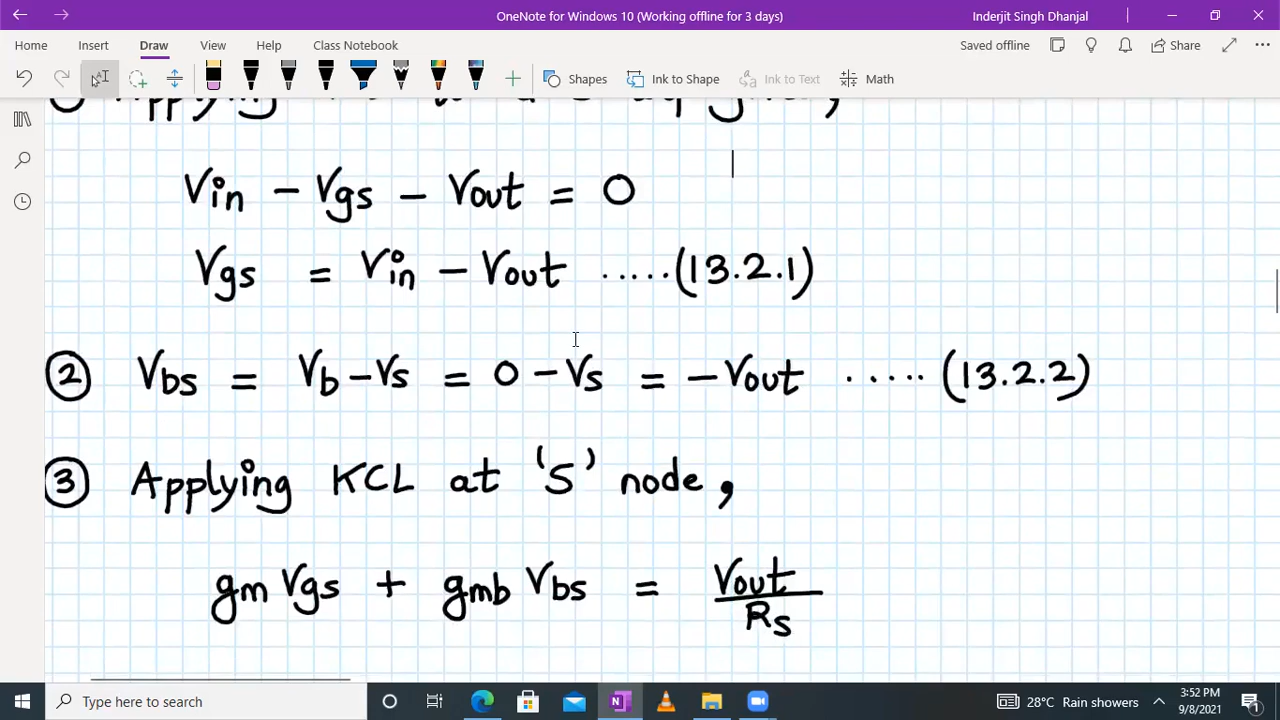 OneNote for Windows 10 (Working offline for 3 days)
Inderjit Singh Dhanjal
Home Insert Draw View Help Class Notebook
Saved offline
Share
Shapes
Ink to Shape
Ink to Text
Math
Applying
Vin - Vgs - Vout = 0
Vgs = Vin - Vout .....(13.2.1)
② Vbs = Vb - Vs = 0 - Vs = - Vout .....(13.2.2)
③ Applying KCL at 'S' node,
gm Vgs + gmb Vbs = Vout / Rs
Type here to search
28°C Rain showers
3:52 PM
9/8/2021